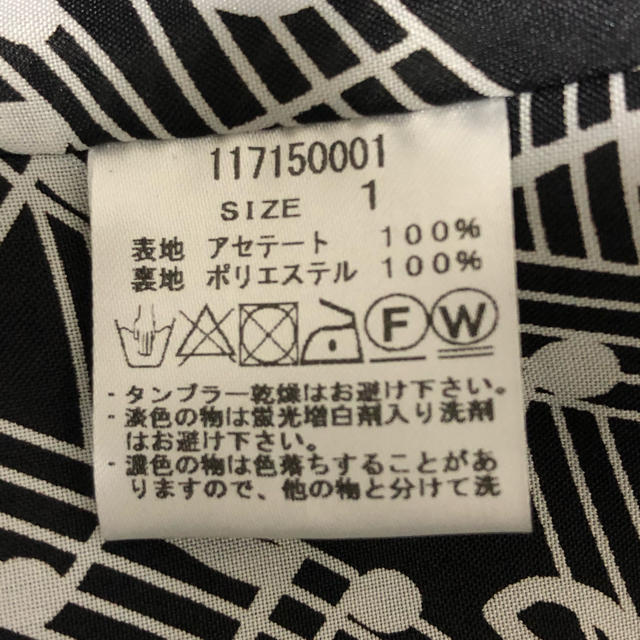 117150001
SIZE 1
表地 アセテート 100%
裏地 ポリエステル 100%
F W
・タンブラー乾燥はお避け下さい。
・淡色の物は蛍光増白剤入り洗剤
はお避け下さい。
・濃色の物は色落ちすることがあ
りますので、他の物と分けて洗